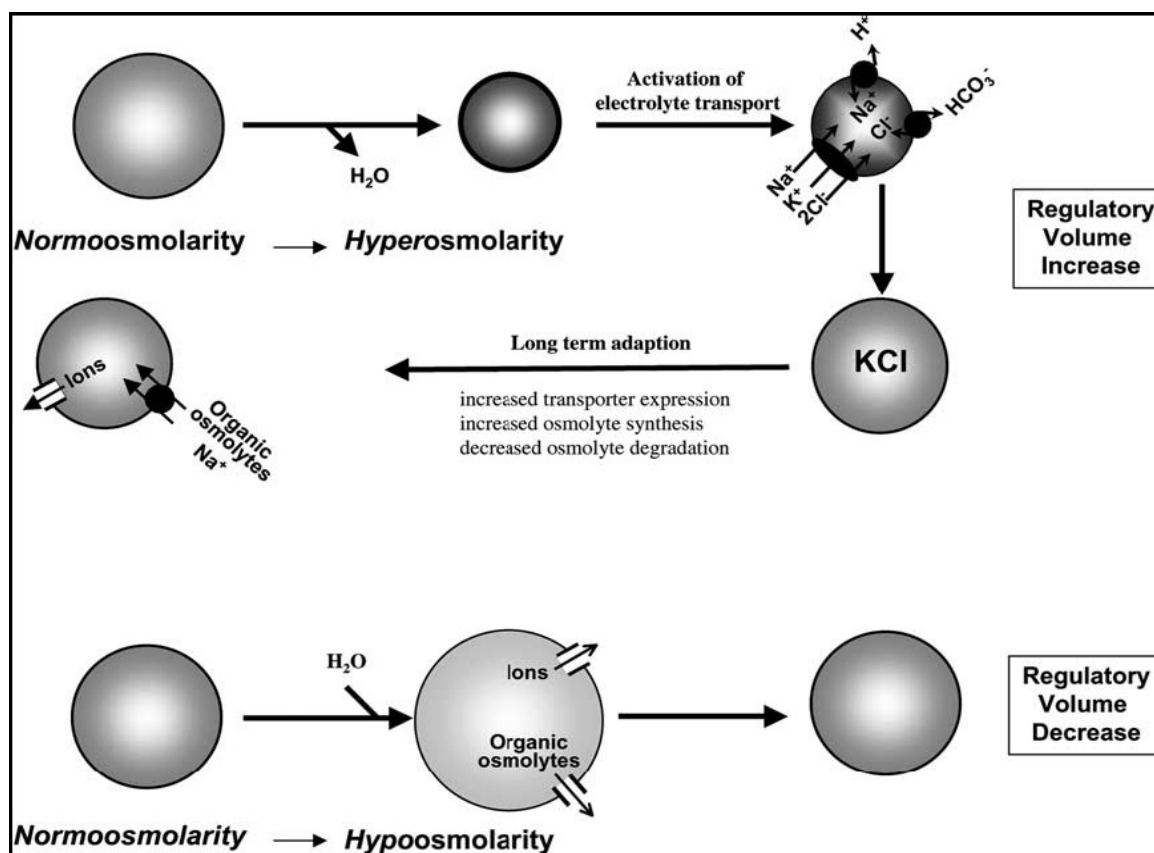 Activation of
electrolyte transport
H⁺
Na⁺
Cl⁻
HCO₃⁻
Na⁺
K⁺
2Cl⁻
H₂O
Normoosmolarity → Hyperosmolarity
Regulatory
Volume
Increase
Ions
Organic
osmolytes
Na⁺
Long term adaption
increased transporter expression
increased osmolyte synthesis
decreased osmolyte degradation
KCl
H₂O
Ions
Organic
osmolytes
Regulatory
Volume
Decrease
Normoosmolarity → Hypoosmolarity